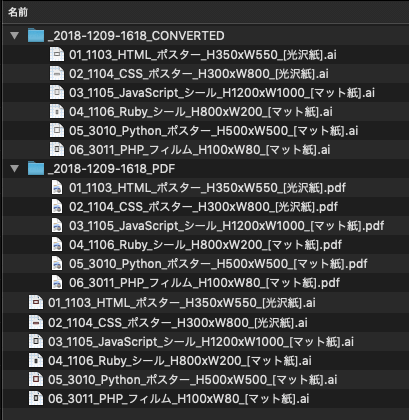 名前
_2018-1209-1618_CONVERTED
01_1103_HTML_ポスター_H350xW550_[光沢紙].ai
02_1104_CSS_ポスター_H300xW800_[光沢紙].ai
03_1105_JavaScript_シール_H1200xW1000_[マット紙].ai
04_1106_Ruby_シール_H800xW200_[マット紙].ai
05_3010_Python_ポスター_H500xW500_[マット紙].ai
06_3011_PHP_フィルム_H100xW80_[マット紙].ai
_2018-1209-1618_PDF
01_1103_HTML_ポスター_H350xW550_[光沢紙].pdf
02_1104_CSS_ポスター_H300xW800_[光沢紙].pdf
03_1105_JavaScript_シール_H1200xW1000_[マット紙].pdf
04_1106_Ruby_シール_H800xW200_[マット紙].pdf
05_3010_Python_ポスター_H500xW500_[マット紙].pdf
06_3011_PHP_フィルム_H100xW80_[マット紙].pdf
01_1103_HTML_ポスター_H350xW550_[光沢紙].ai
02_1104_CSS_ポスター_H300xW800_[光沢紙].ai
03_1105_JavaScript_シール_H1200xW1000_[マット紙].ai
04_1106_Ruby_シール_H800xW200_[マット紙].ai
05_3010_Python_ポスター_H500xW500_[マット紙].ai
06_3011_PHP_フィルム_H100xW80_[マット紙].ai